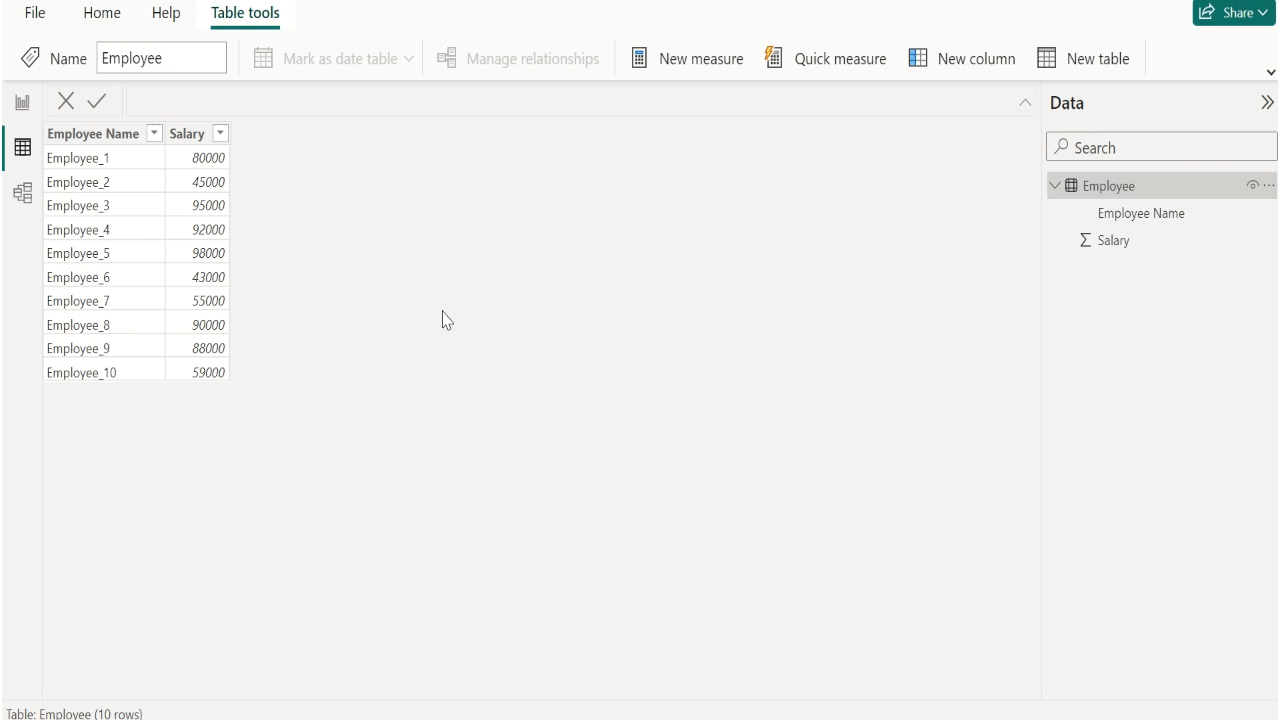 File Home Help Table tools Share
Name Employee Mark as date table Manage relationships New measure Quick measure New column New table
Data
Search
Employee
Employee Name
Salary
Employee Name Salary
Employee_1 80000
Employee_2 45000
Employee_3 95000
Employee_4 92000
Employee_5 98000
Employee_6 43000
Employee_7 55000
Employee_8 90000
Employee_9 88000
Employee_10 59000
Table: Employee (10 rows)